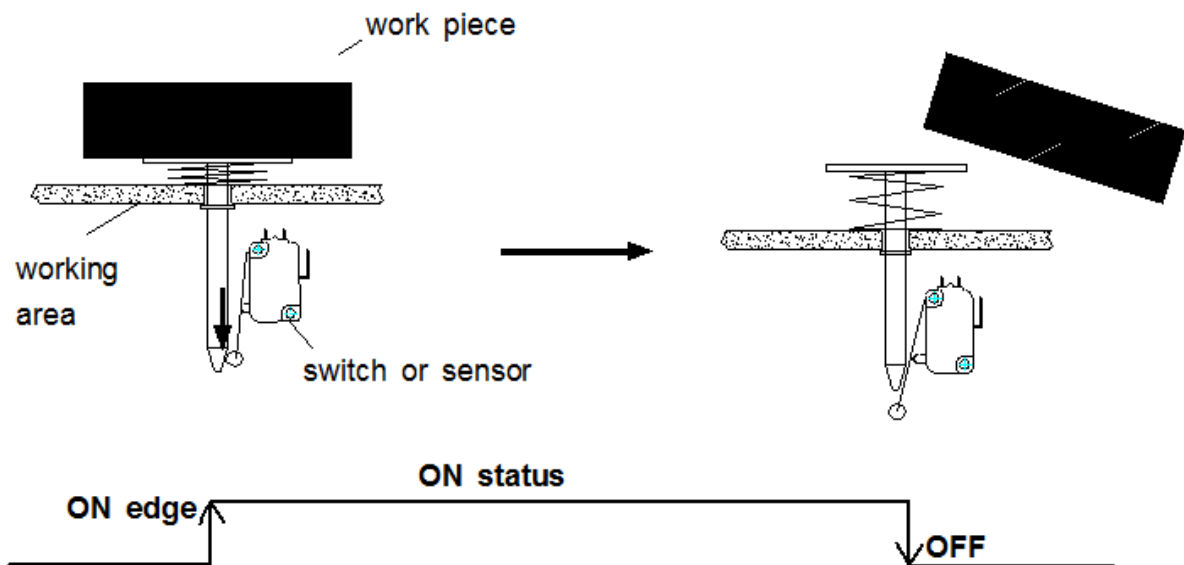 work piece
working
area
switch or sensor
ON status
ON edge
OFF